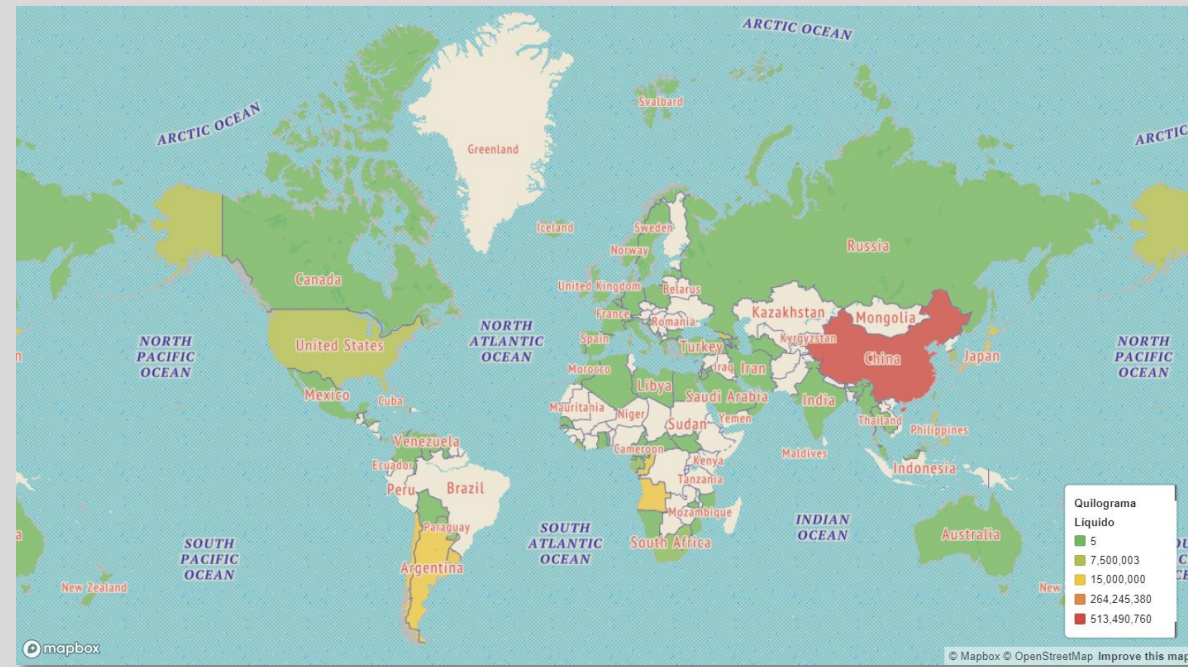 ARCTIC OCEAN
Svalbard
ARCTIC OCEAN
ARCTIC
Greenland
Iceland
Sweden
Norway
Russia
Canada
United Kingdom
Belarus
France
Romania
Kazakhstan
Mongolia
NORTH
PACIFIC
OCEAN
United States
NORTH
ATLANTIC
OCEAN
Spain
Turkey
Kyrgyzstan
China
Japan
NORTH
PACIFIC
OCEAN
n
Morocco
Iraq
Iran
Mexico
Cuba
Libya
Saudi Arabia
India
Mauritania
Niger
Sudan
Yemen
Thailand
Philippines
Venezuela
Cameroon
Maldives
Ecuador
Kenya
Indonesia
Peru
Brazil
Tanzania
Mozambique
Paraguay
SOUTH
PACIFIC
OCEAN
Argentina
SOUTH
ATLANTIC
OCEAN
South Africa
INDIAN
OCEAN
Australia
a
New Zealand
New
Quilograma
Líquido
5
7,500,003
15,000,000
264,245,380
513,490,760
mapbox
© Mapbox © OpenStreetMap Improve this map